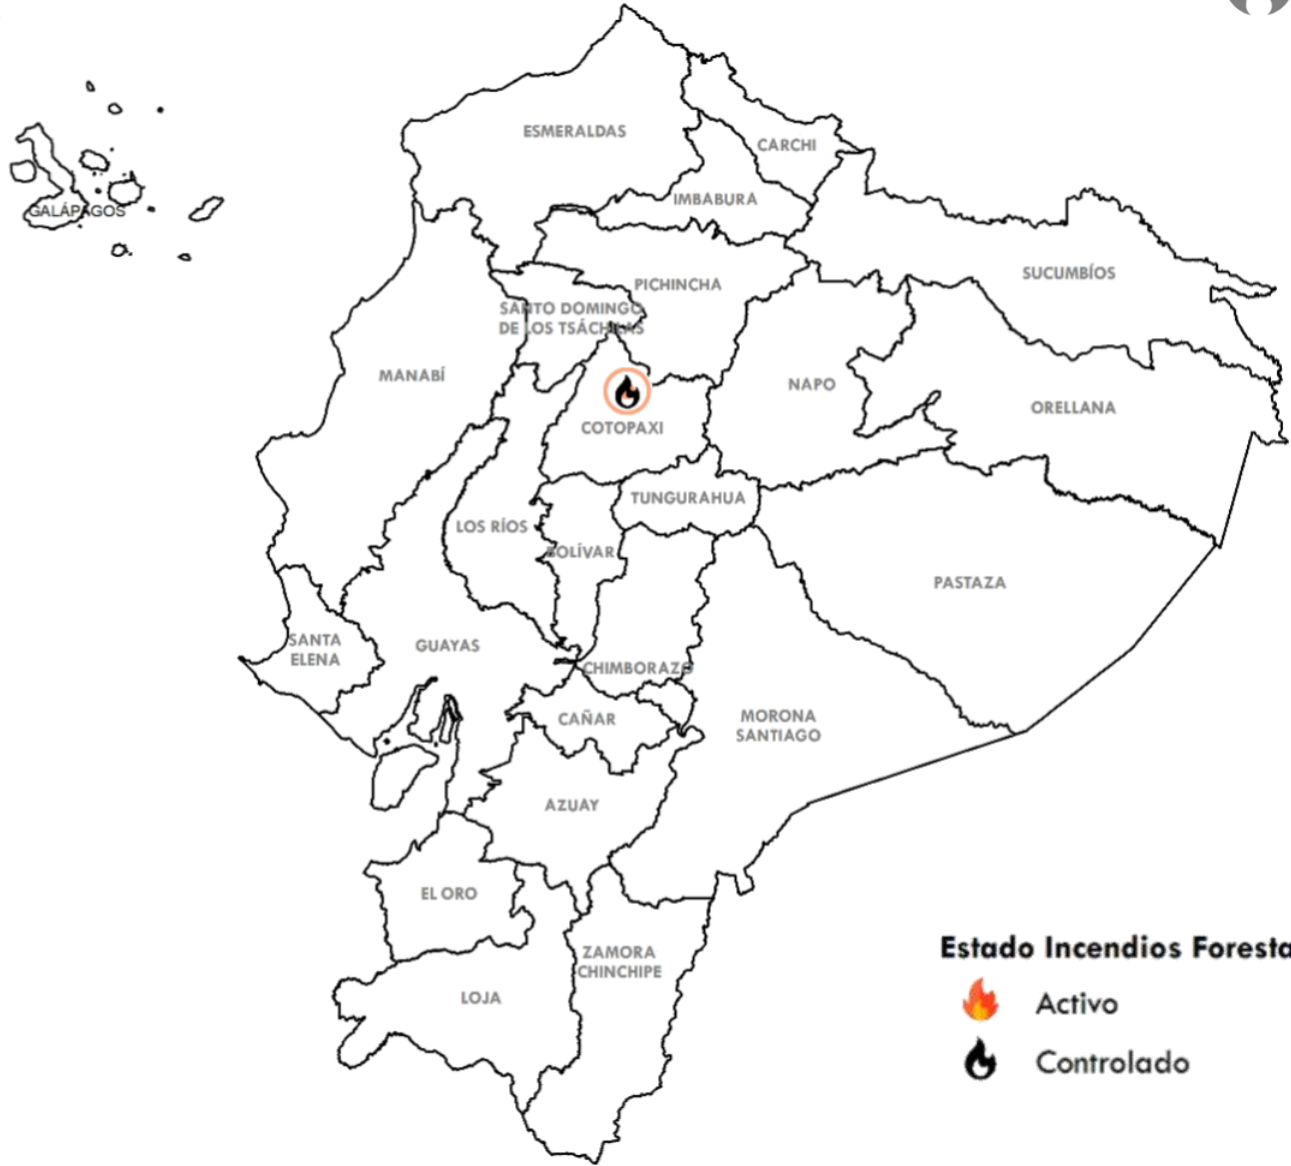 ESMERALDAS
CARCHI
IMBABURA
GALÁPAGOS
SUCUMBÍOS
PICHINCHA
SANTO DOMINGO
DE LOS TSÁCHILAS
MANABÍ
NAPO
ORELLANA
COTOPAXI
TUNGURAHUA
LOS RÍOS
BOLÍVAR
PASTAZA
SANTA
ELENA
GUAYAS
CHIMBORAZO
CAÑAR
MORONA
SANTIAGO
AZUAY
EL ORO
ZAMORA
CHINCHIPE
LOJA
Estado Incendios Foresta
Activo
Controlado